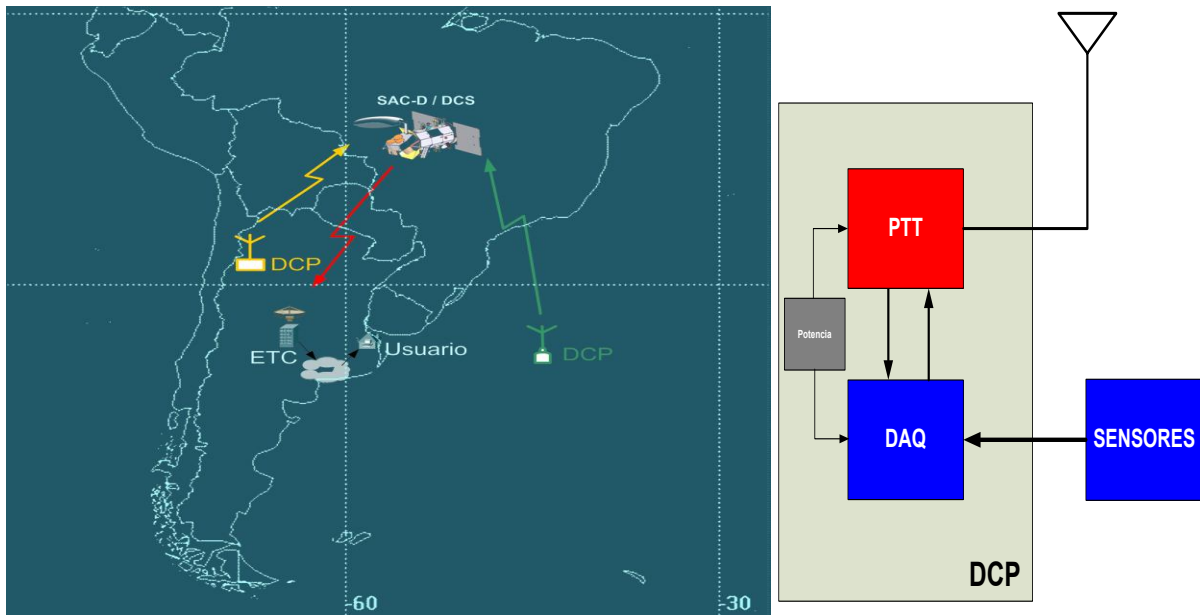 SAC-D / DCS
DCP
ETC
Usuario
DCP
-60
-30
PTT
Potencia
DAQ
SENSORES
DCP